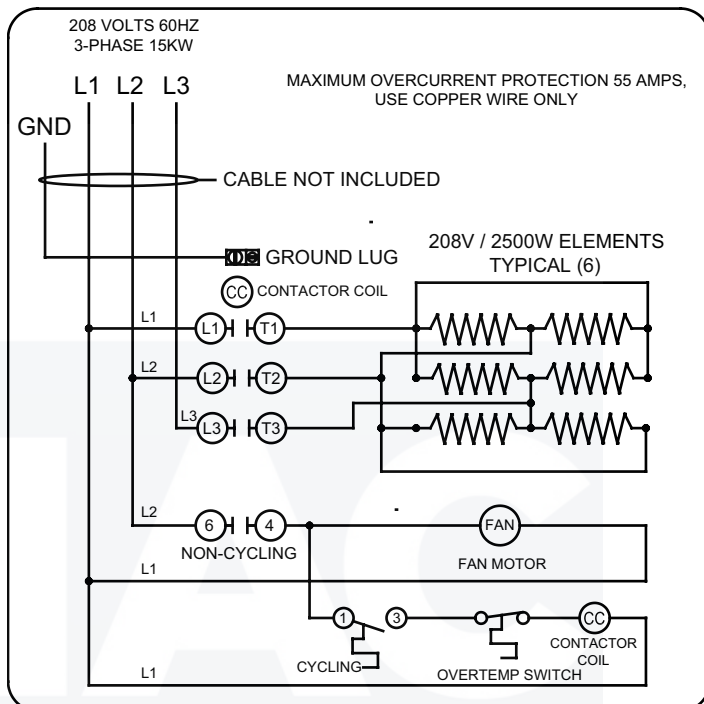 208 VOLTS 60HZ
3-PHASE 15KW
L1 L2 L3
MAXIMUM OVERCURRENT PROTECTION 55 AMPS,
USE COPPER WIRE ONLY
GND
CABLE NOT INCLUDED
GROUND LUG
208V / 2500W ELEMENTS
TYPICAL (6)
CC CONTACTOR COIL
L1
L1 T1
L2
L2 T2
L3
L3 T3
L2
6 4
FAN
NON-CYCLING
FAN MOTOR
L1
1 3
CC
CONTACTOR
COIL
CYCLING
OVERTEMP SWITCH
L1
TAC